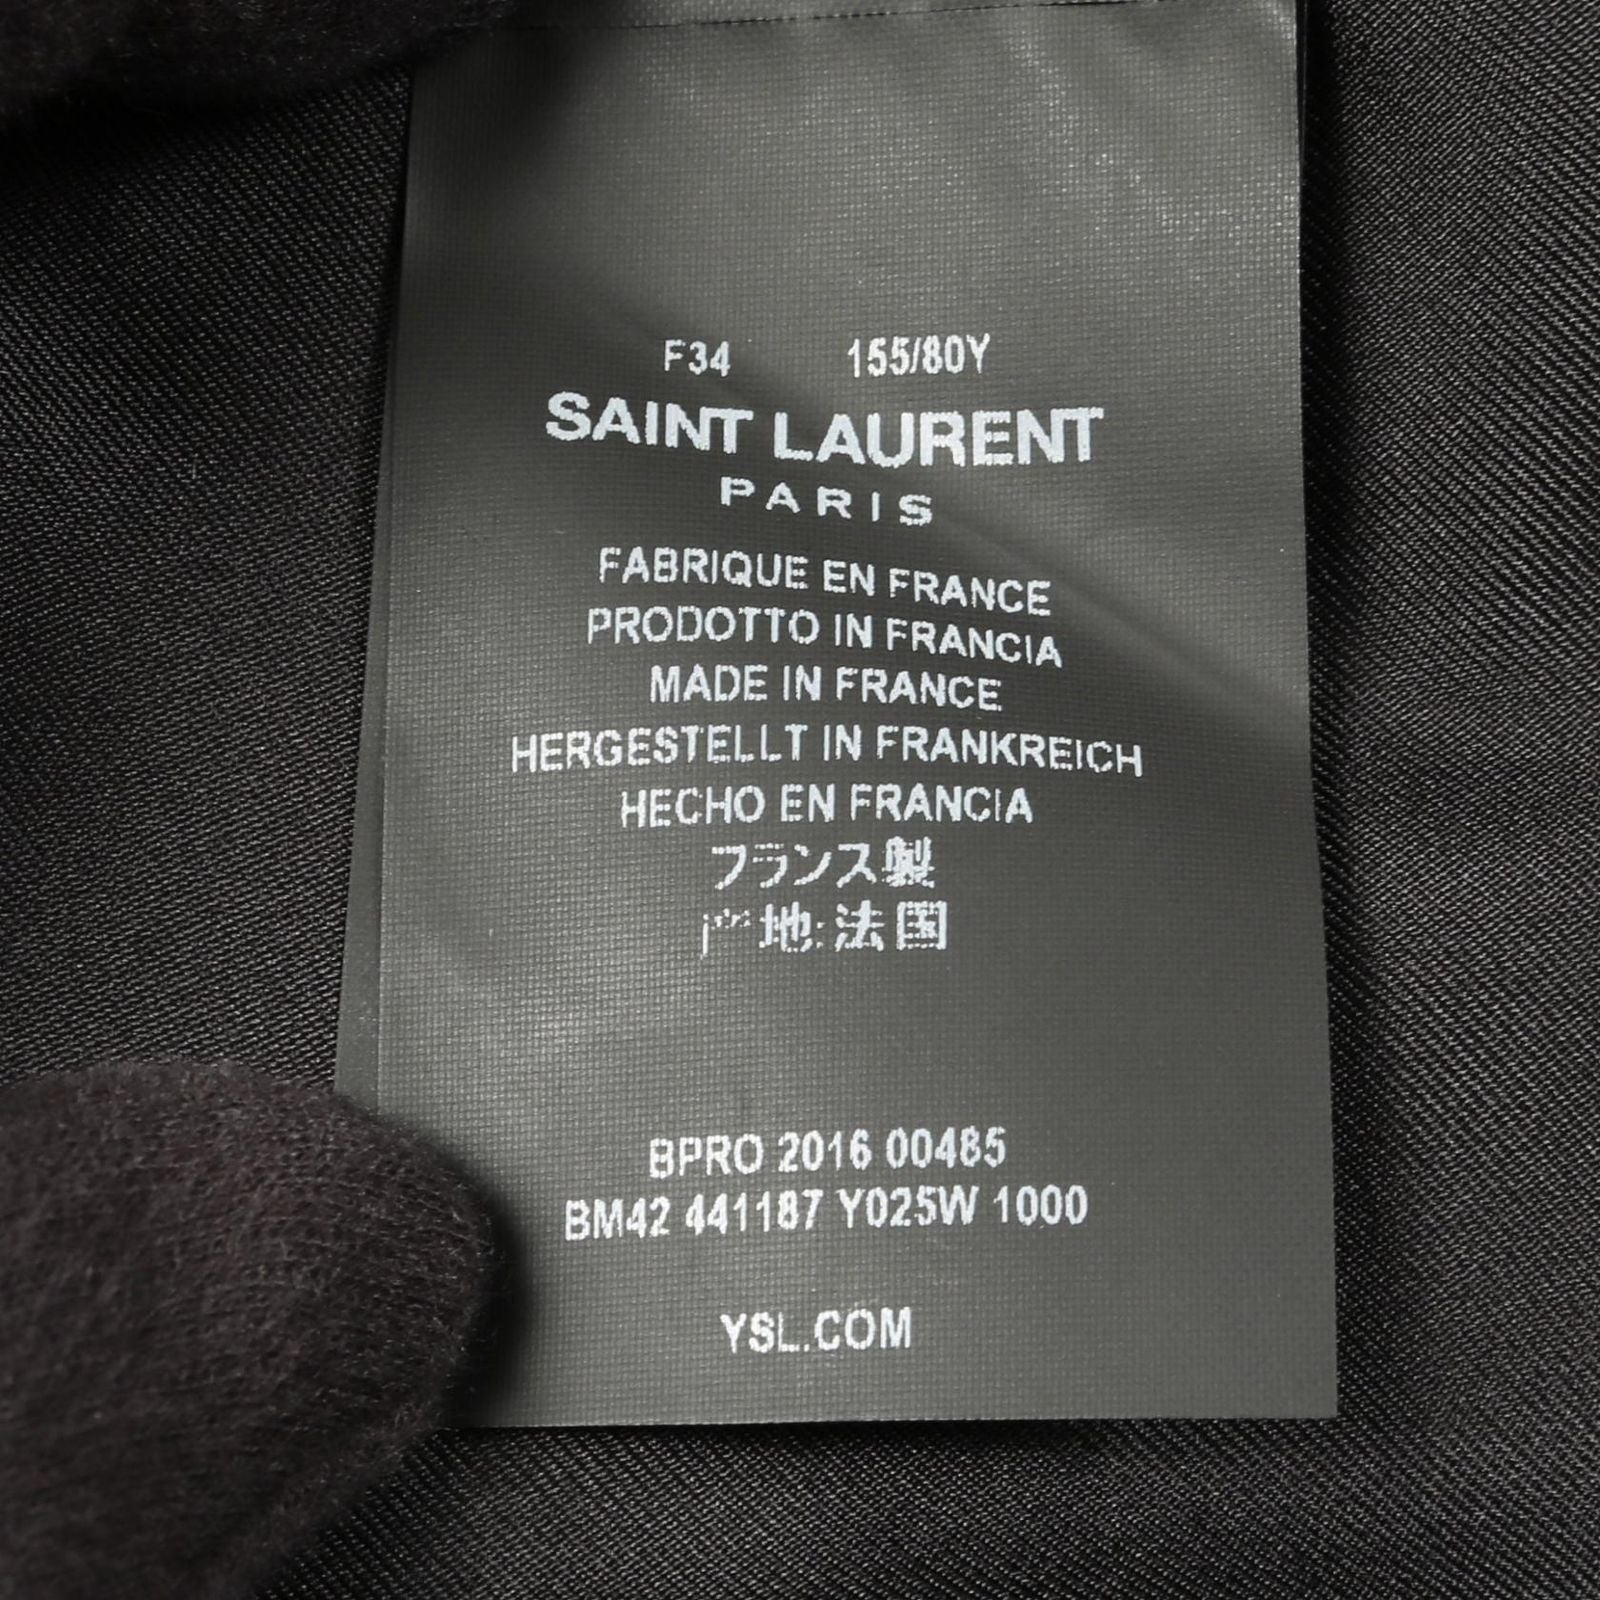 F34 155/80Y
SAINT LAURENT
PARIS
FABRIQUE EN FRANCE
PRODOTTO IN FRANCIA
MADE IN FRANCE
HERGESTELLT IN FRANKREICH
HECHO EN FRANCIA
フランス製
产地:法国
BPRO 2016 00485
BM42 441187 Y025W 1000
YSL.COM